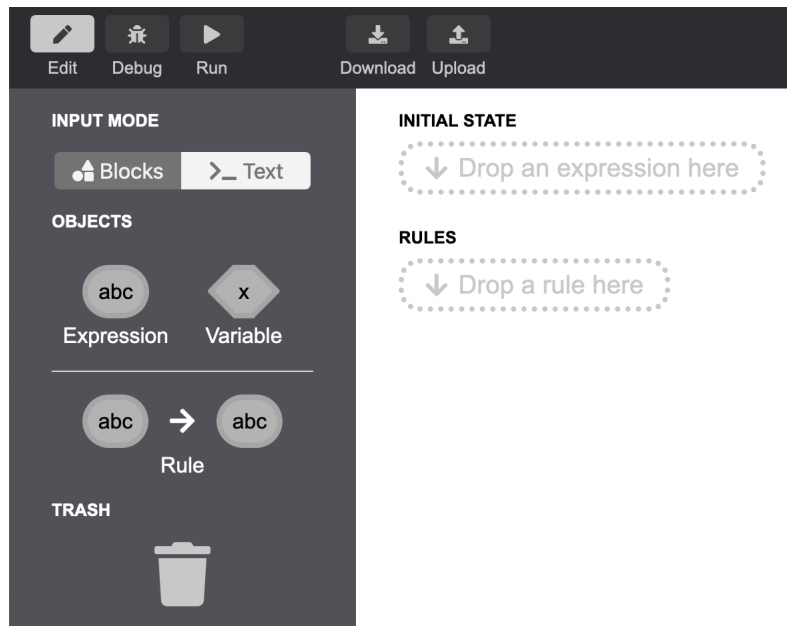 Edit Debug Run Download Upload
INPUT MODE
Blocks >_ Text
OBJECTS
abc x
Expression Variable
abc → abc
Rule
TRASH
INITIAL STATE
↓ Drop an expression here
RULES
↓ Drop a rule here